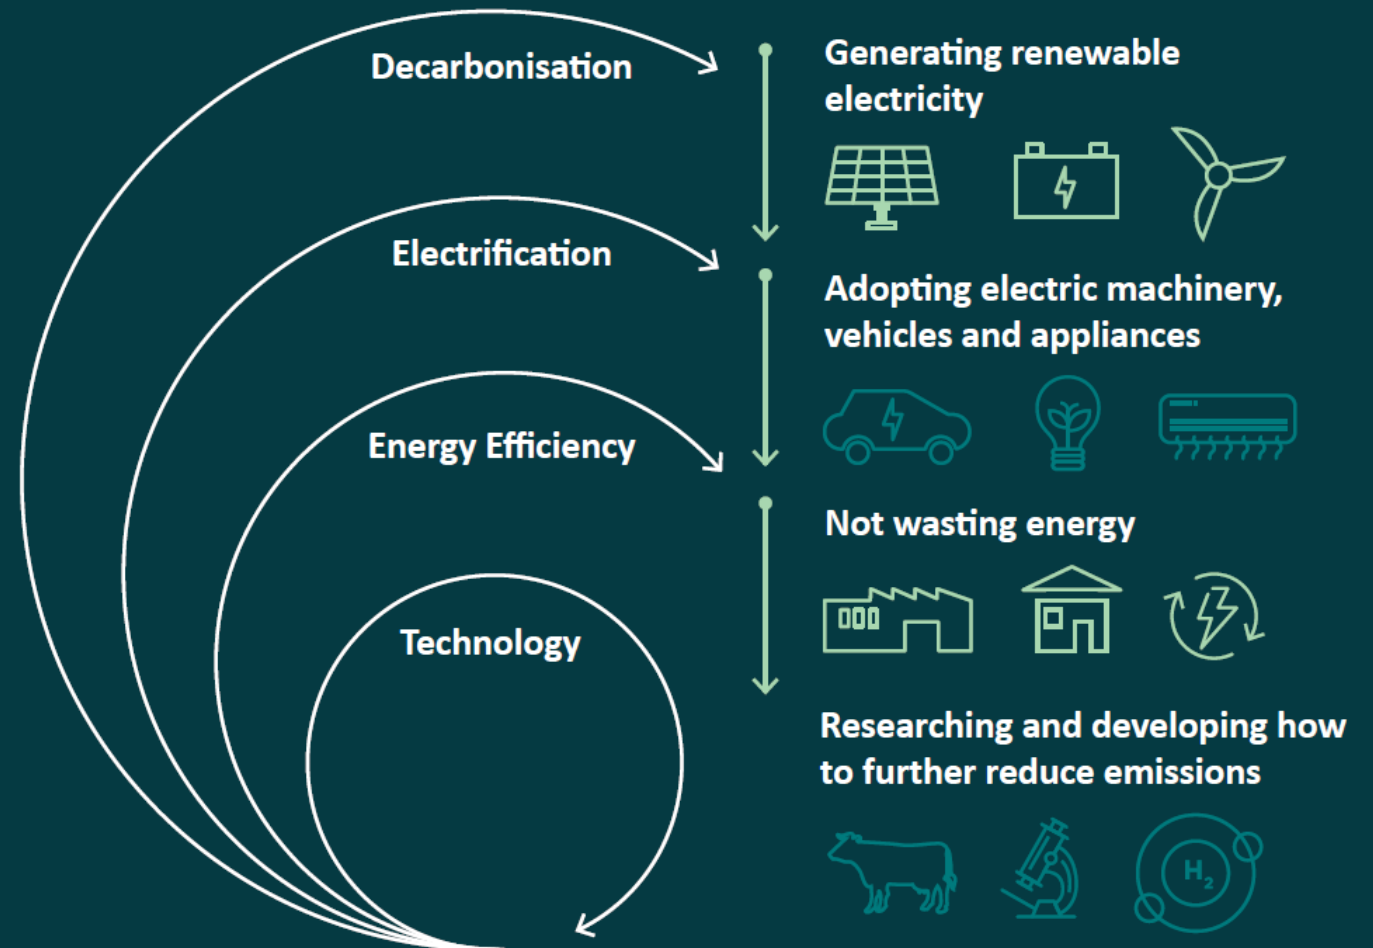 Decarbonisation
Generating renewable
electricity
Electrification
Adopting electric machinery,
vehicles and appliances
Energy Efficiency
Not wasting energy
Technology
Researching and developing how
to further reduce emissions
H₂